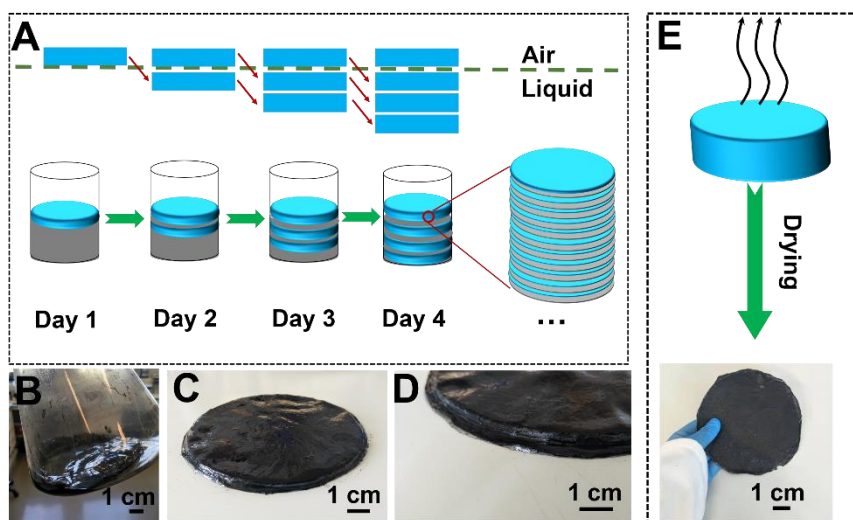 A
Air
Liquid
Day 1
Day 2
Day 3
Day 4
...
B
1 cm
C
1 cm
D
1 cm
E
Drying
1 cm